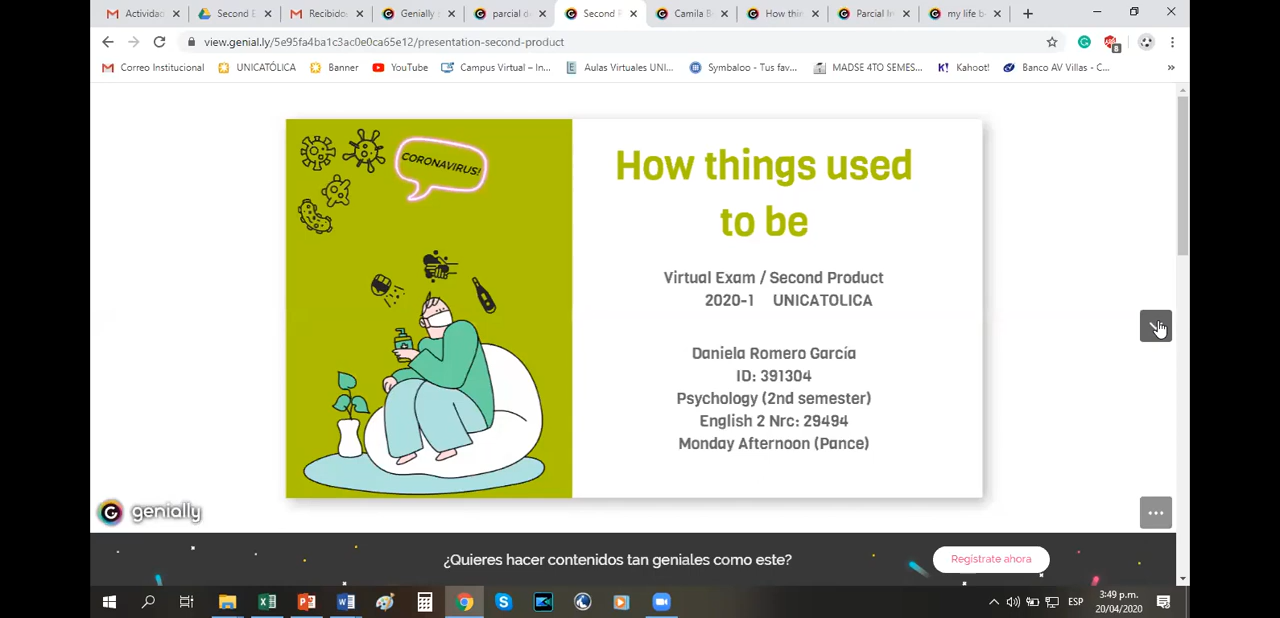 Actividad
Second E
Recibidos
Genially
parcial d
Second P
Camila B
How thin
Parcial In
my life b
view.genial.ly/5e95fa4ba1c3ac0e0ca65e12/presentation-second-product
8
Correo Institucional
UNICATÓLICA
Banner
YouTube
Campus Virtual – In...
Aulas Virtuales UNI...
Symbaloo - Tus fav...
MADSE 4TO SEMES...
Kahoot!
Banco AV Villas - C...
»
CORONAVIRUS!
How things used
to be
Virtual Exam / Second Product
2020-1 UNICATOLICA
Daniela Romero García
ID: 391304
Psychology (2nd semester)
English 2 Nrc: 29494
Monday Afternoon (Pance)
genially
¿Quieres hacer contenidos tan geniales como este?
Regístrate ahora
ESP
3:49 p.m.
20/04/2020